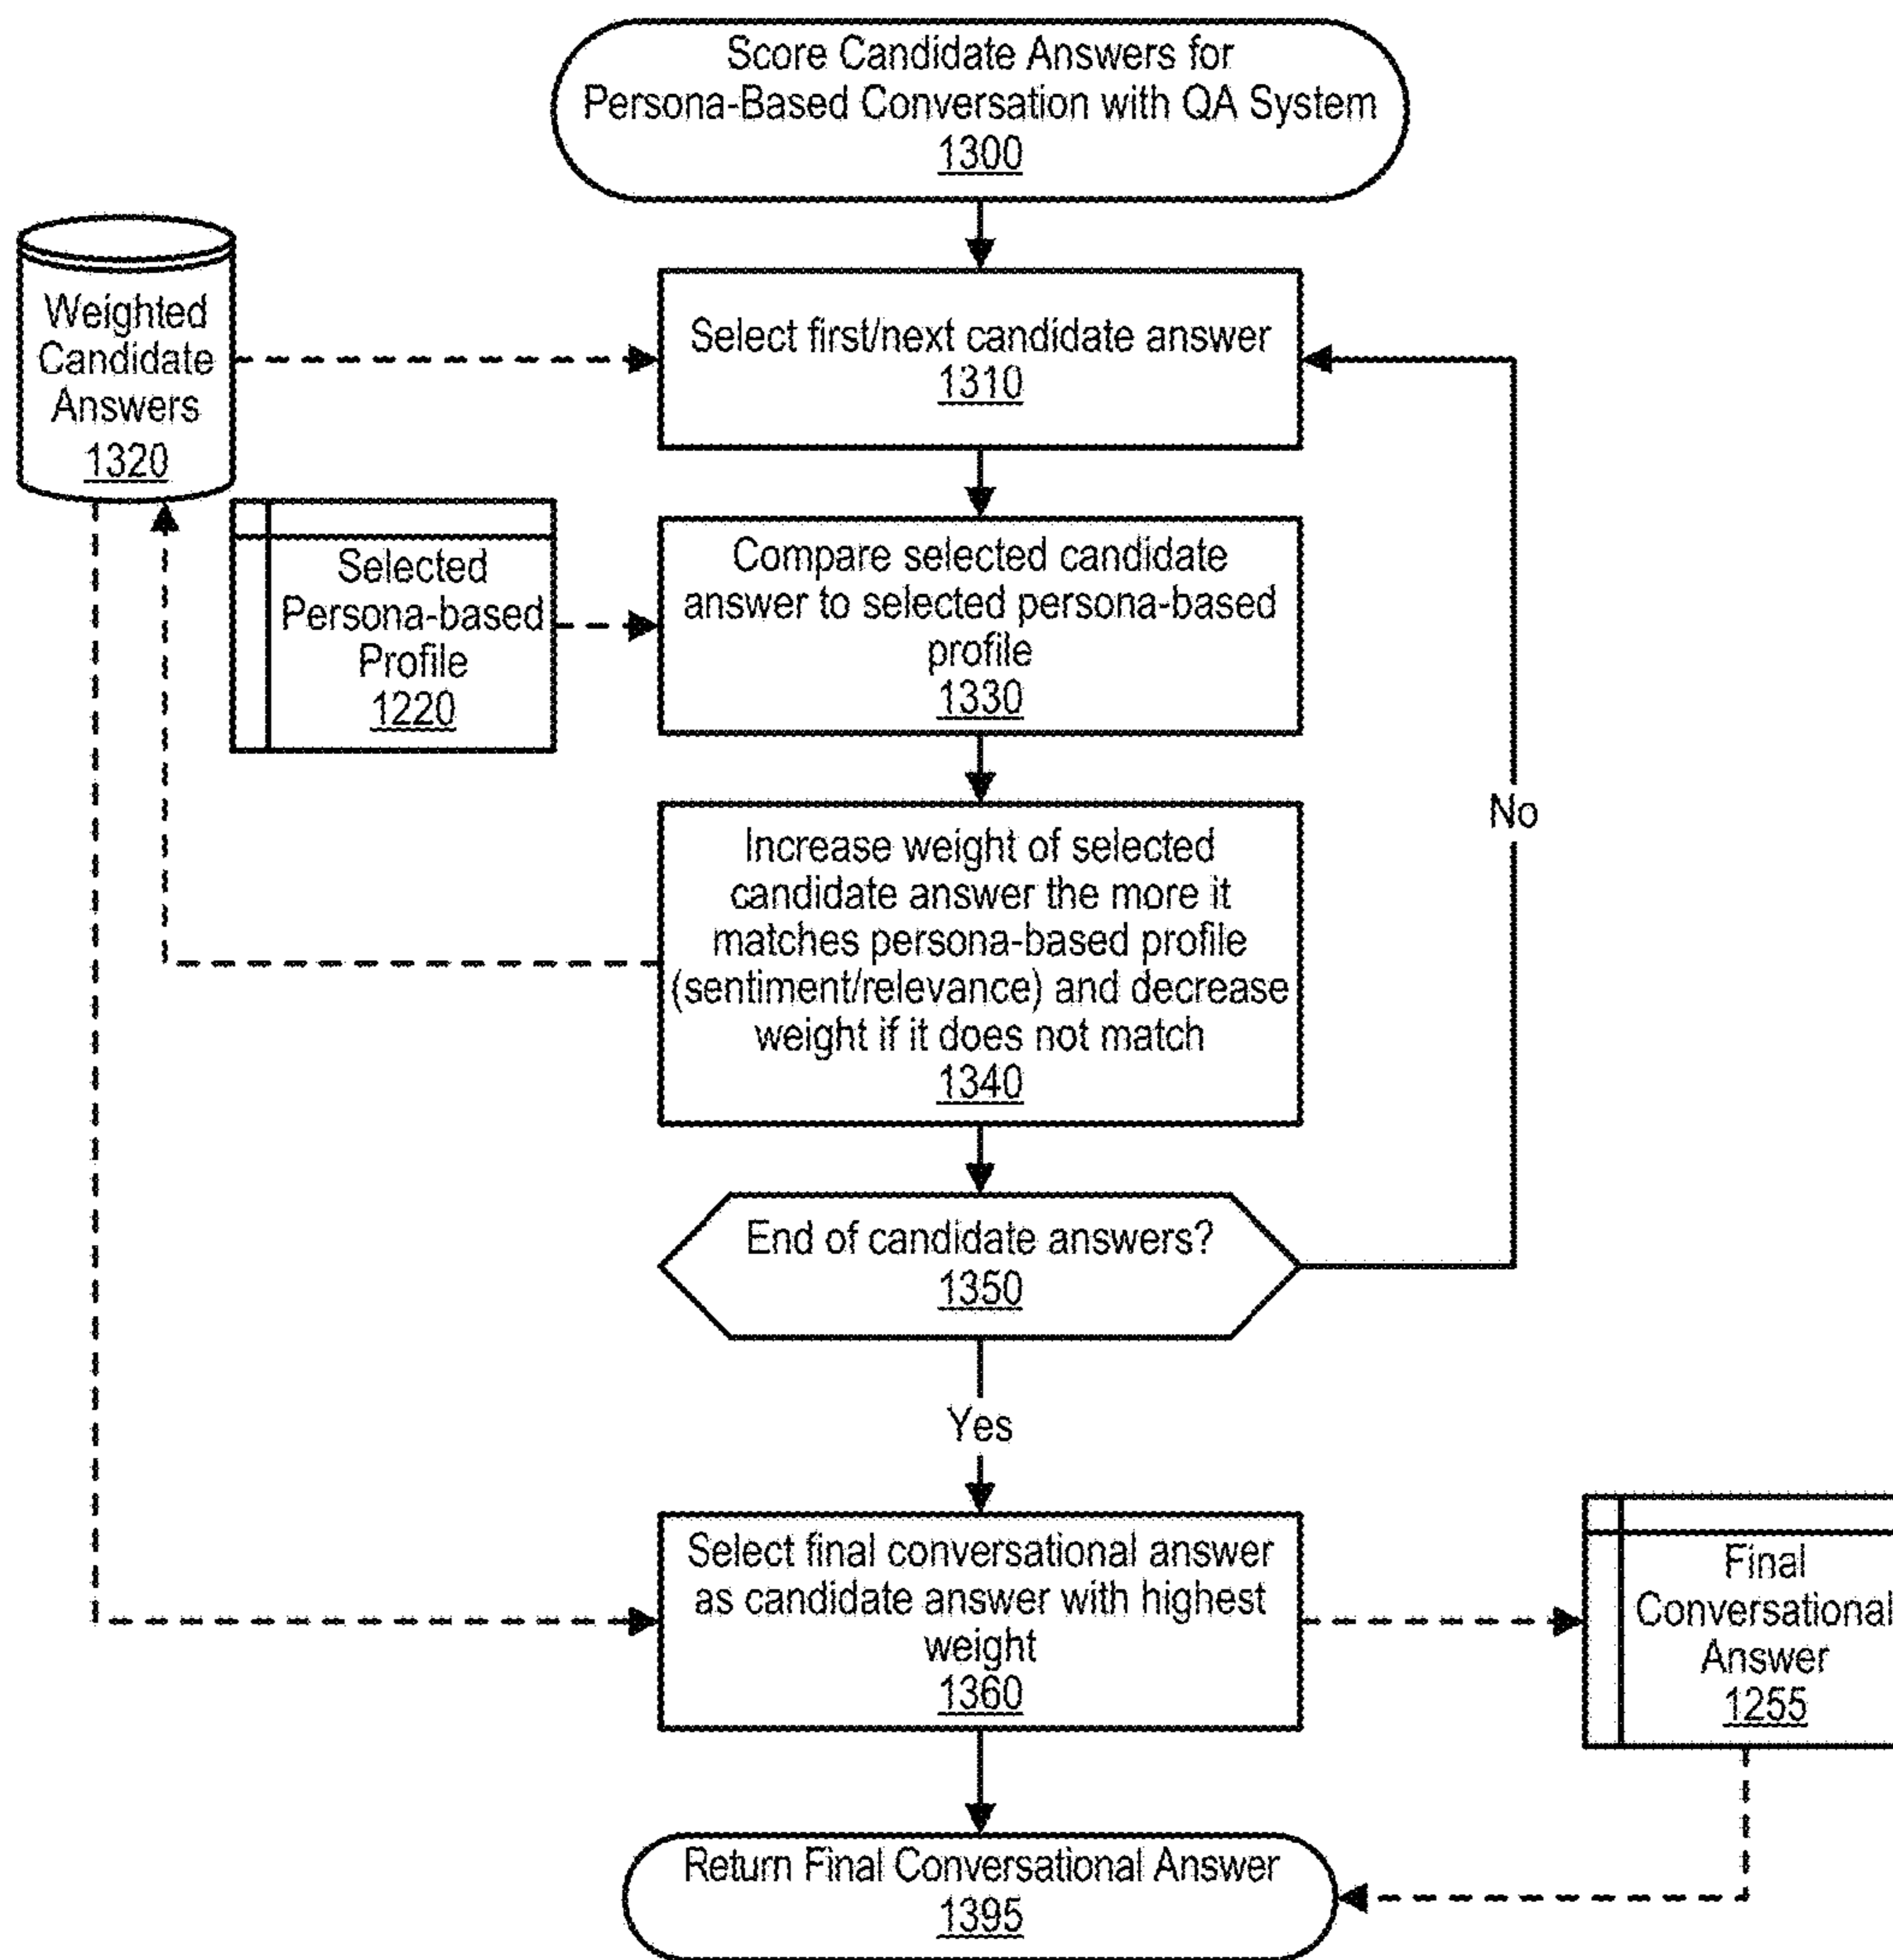 Score Candidate Answers for
Persona-Based Conversation with QA System
1300
Weighted
Candidate
Answers
1320
Select first/next candidate answer
1310
Selected
Persona-based
Profile
1220
Compare selected candidate
answer to selected persona-based
profile
1330
No
Increase weight of selected
candidate answer the more it
matches persona-based profile
(sentiment/relevance) and decrease
weight if it does not match
1340
End of candidate answers?
1350
Yes
Select final conversational answer
as candidate answer with highest
weight
1360
Final
Conversational
Answer
1255
Return Final Conversational Answer
1395